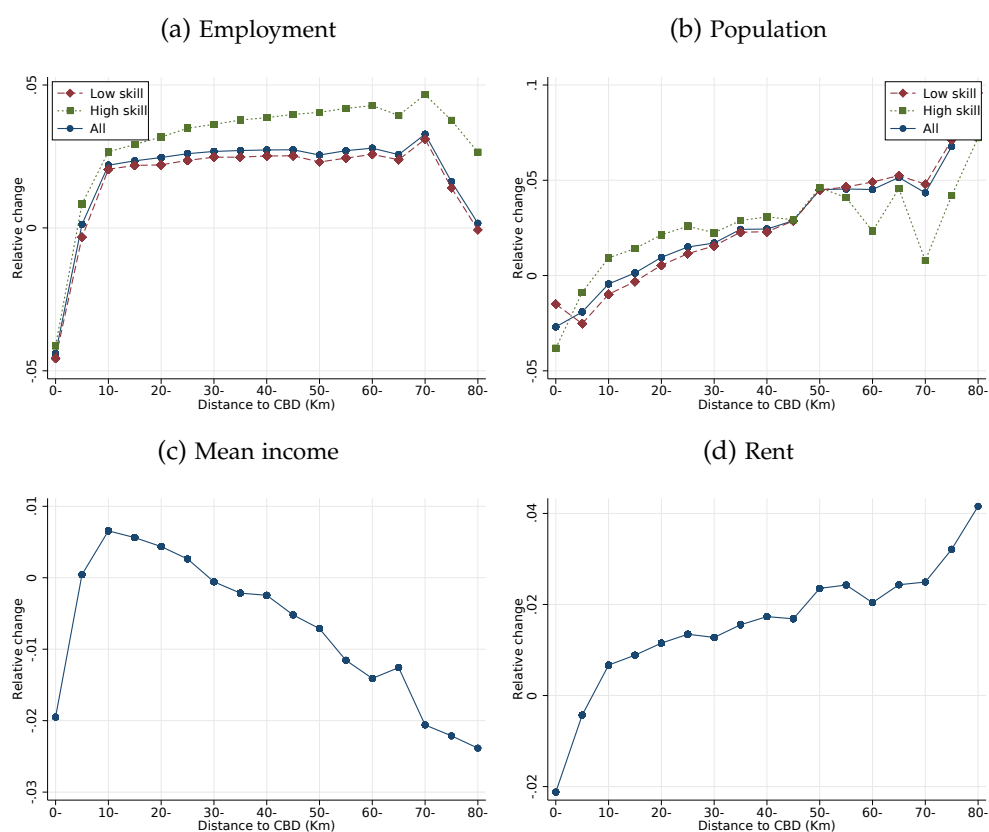 (a) Employment
.05
0
-.05
Relative change
Low skill
High skill
All
0-
10-
20-
30-
40-
50-
60-
70-
80-
Distance to CBD (Km)
(b) Population
.1
.05
0
-.05
Relative change
Low skill
High skill
All
0-
10-
20-
30-
40-
50-
60-
70-
80-
Distance to CBD (Km)
(c) Mean income
.01
0
-.01
-.02
-.03
Relative change
0-
10-
20-
30-
40-
50-
60-
70-
80-
Distance to CBD (Km)
(d) Rent
.04
.02
0
-.02
Relative change
0-
10-
20-
30-
40-
50-
60-
70-
80-
Distance to CBD (Km)